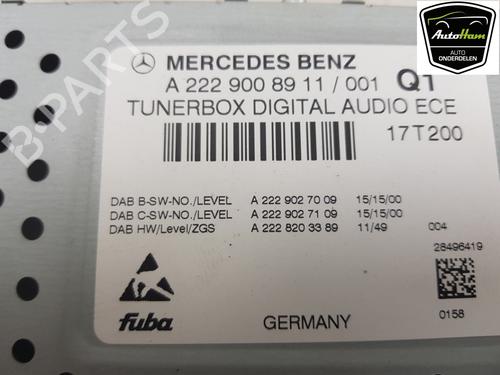 AutoHam
AUTO
ONDERDELEN
MERCEDES BENZ
A 222 900 89 11 / 001 Q1
TUNERBOX DIGITAL AUDIO ECE
17T200
DAB B-SW-NO./LEVEL A 222 902 70 09 15/15/00
DAB C-SW-NO./LEVEL A 222 902 71 09 15/15/00
DAB HW/Level/ZGS A 222 820 33 89 11/49 004
28496419
fuba GERMANY 0158
B-PARTS